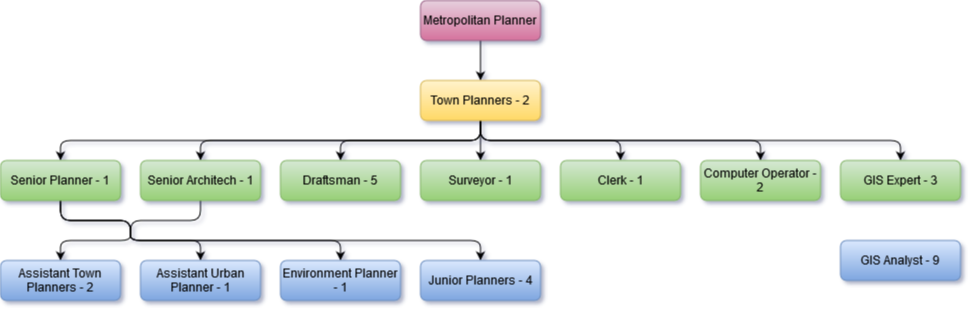 Metropolitan Planner
Town Planners - 2
Senior Planner - 1
Senior Architech - 1
Draftsman - 5
Surveyor - 1
Clerk - 1
Computer Operator -
2
GIS Expert - 3
Assistant Town
Planners - 2
Assistant Urban
Planner - 1
Environment Planner
- 1
Junior Planners - 4
GIS Analyst - 9